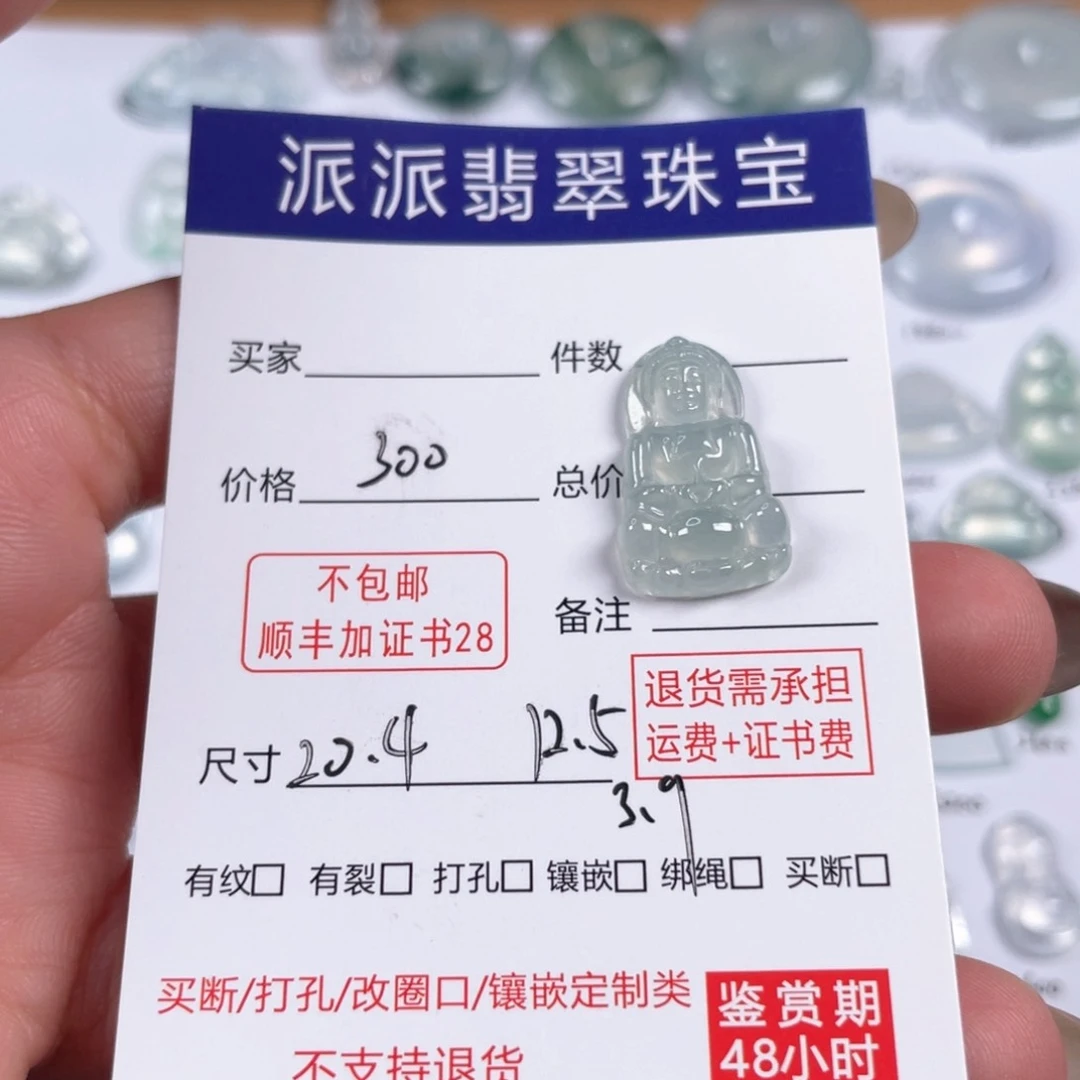 派派翡翠珠宝
买家 件数
价格 300 总价
不包邮
顺丰加证书28
备注
退货需承担
运费+证书费
尺寸 20.4 12.5
3.9
有纹□ 有裂□ 打孔□ 镶嵌□ 绑绳□ 买断□
买断/打孔/改圈口/镶嵌定制类
不支持退货
鉴赏期
48小时